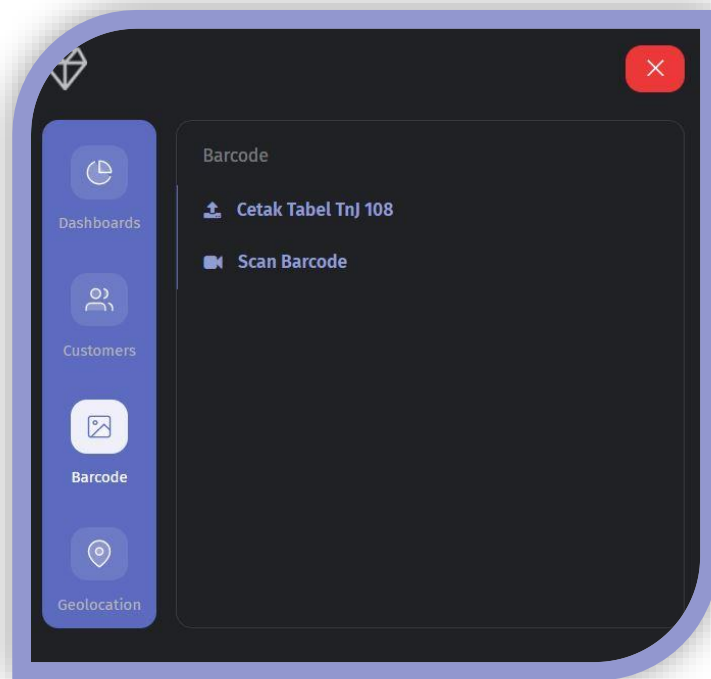 Dashboards
Customers
Barcode
Geolocation
Barcode
Cetak Tabel TnJ 108
Scan Barcode